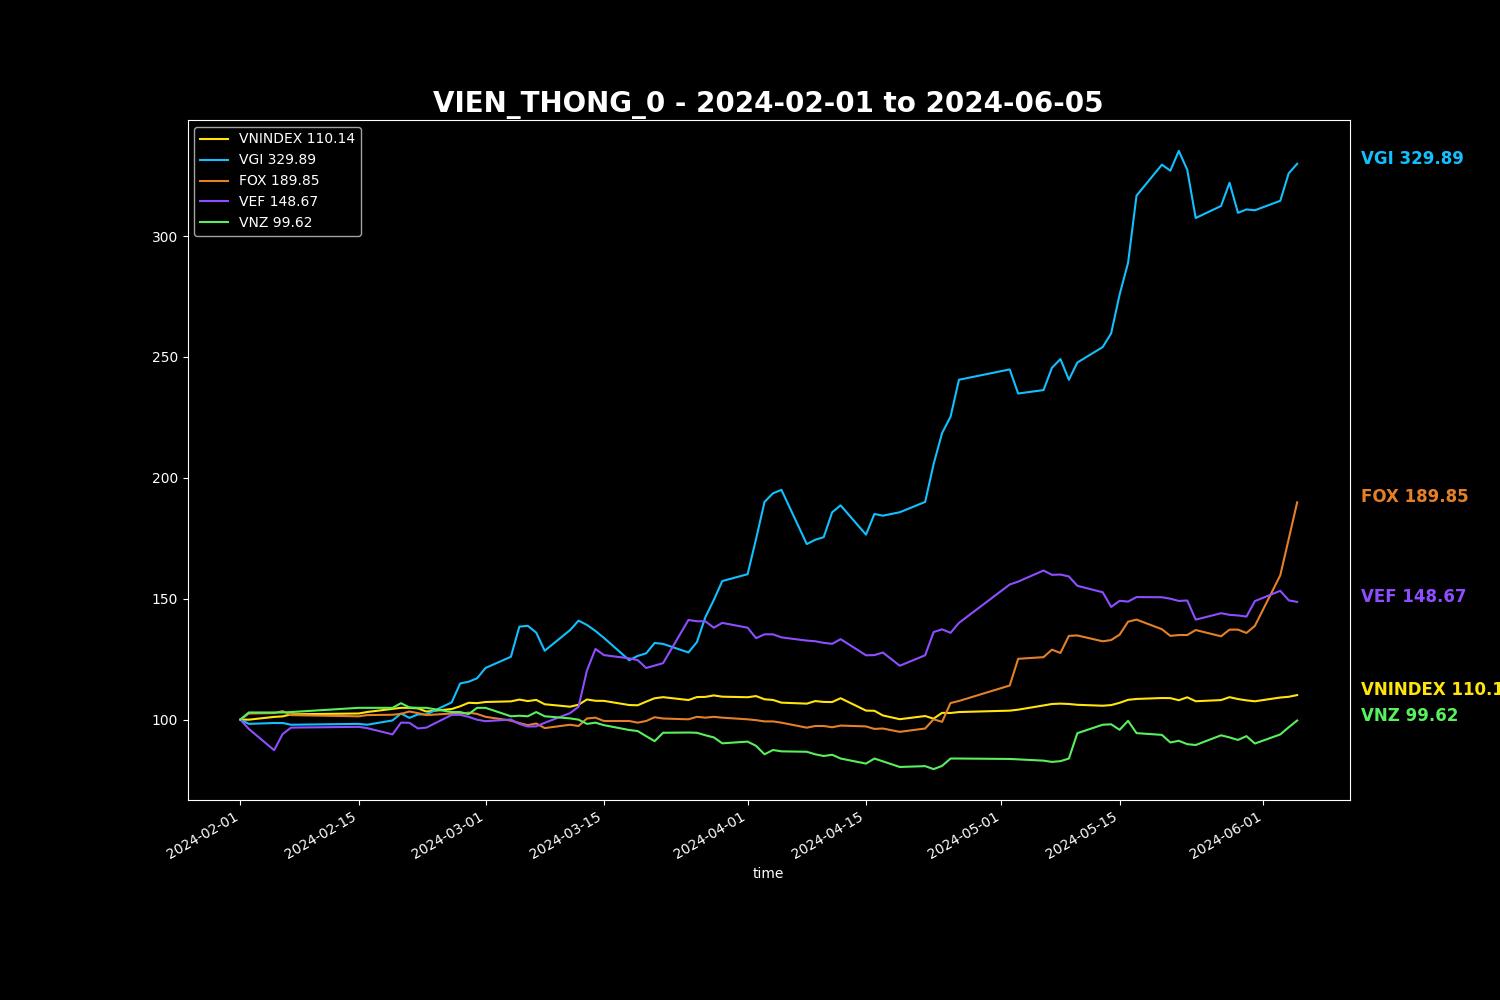 VIEN_THONG_0 - 2024-02-01 to 2024-06-05
VNINDEX 110.14
VGI 329.89
FOX 189.85
VEF 148.67
VNZ 99.62
300
250
200
150
100
VGI 329.89
FOX 189.85
VEF 148.67
VNINDEX 110.1
VNZ 99.62
2024-02-01
2024-02-15
2024-03-01
2024-03-15
2024-04-01
2024-04-15
2024-05-01
2024-05-15
2024-06-01
time